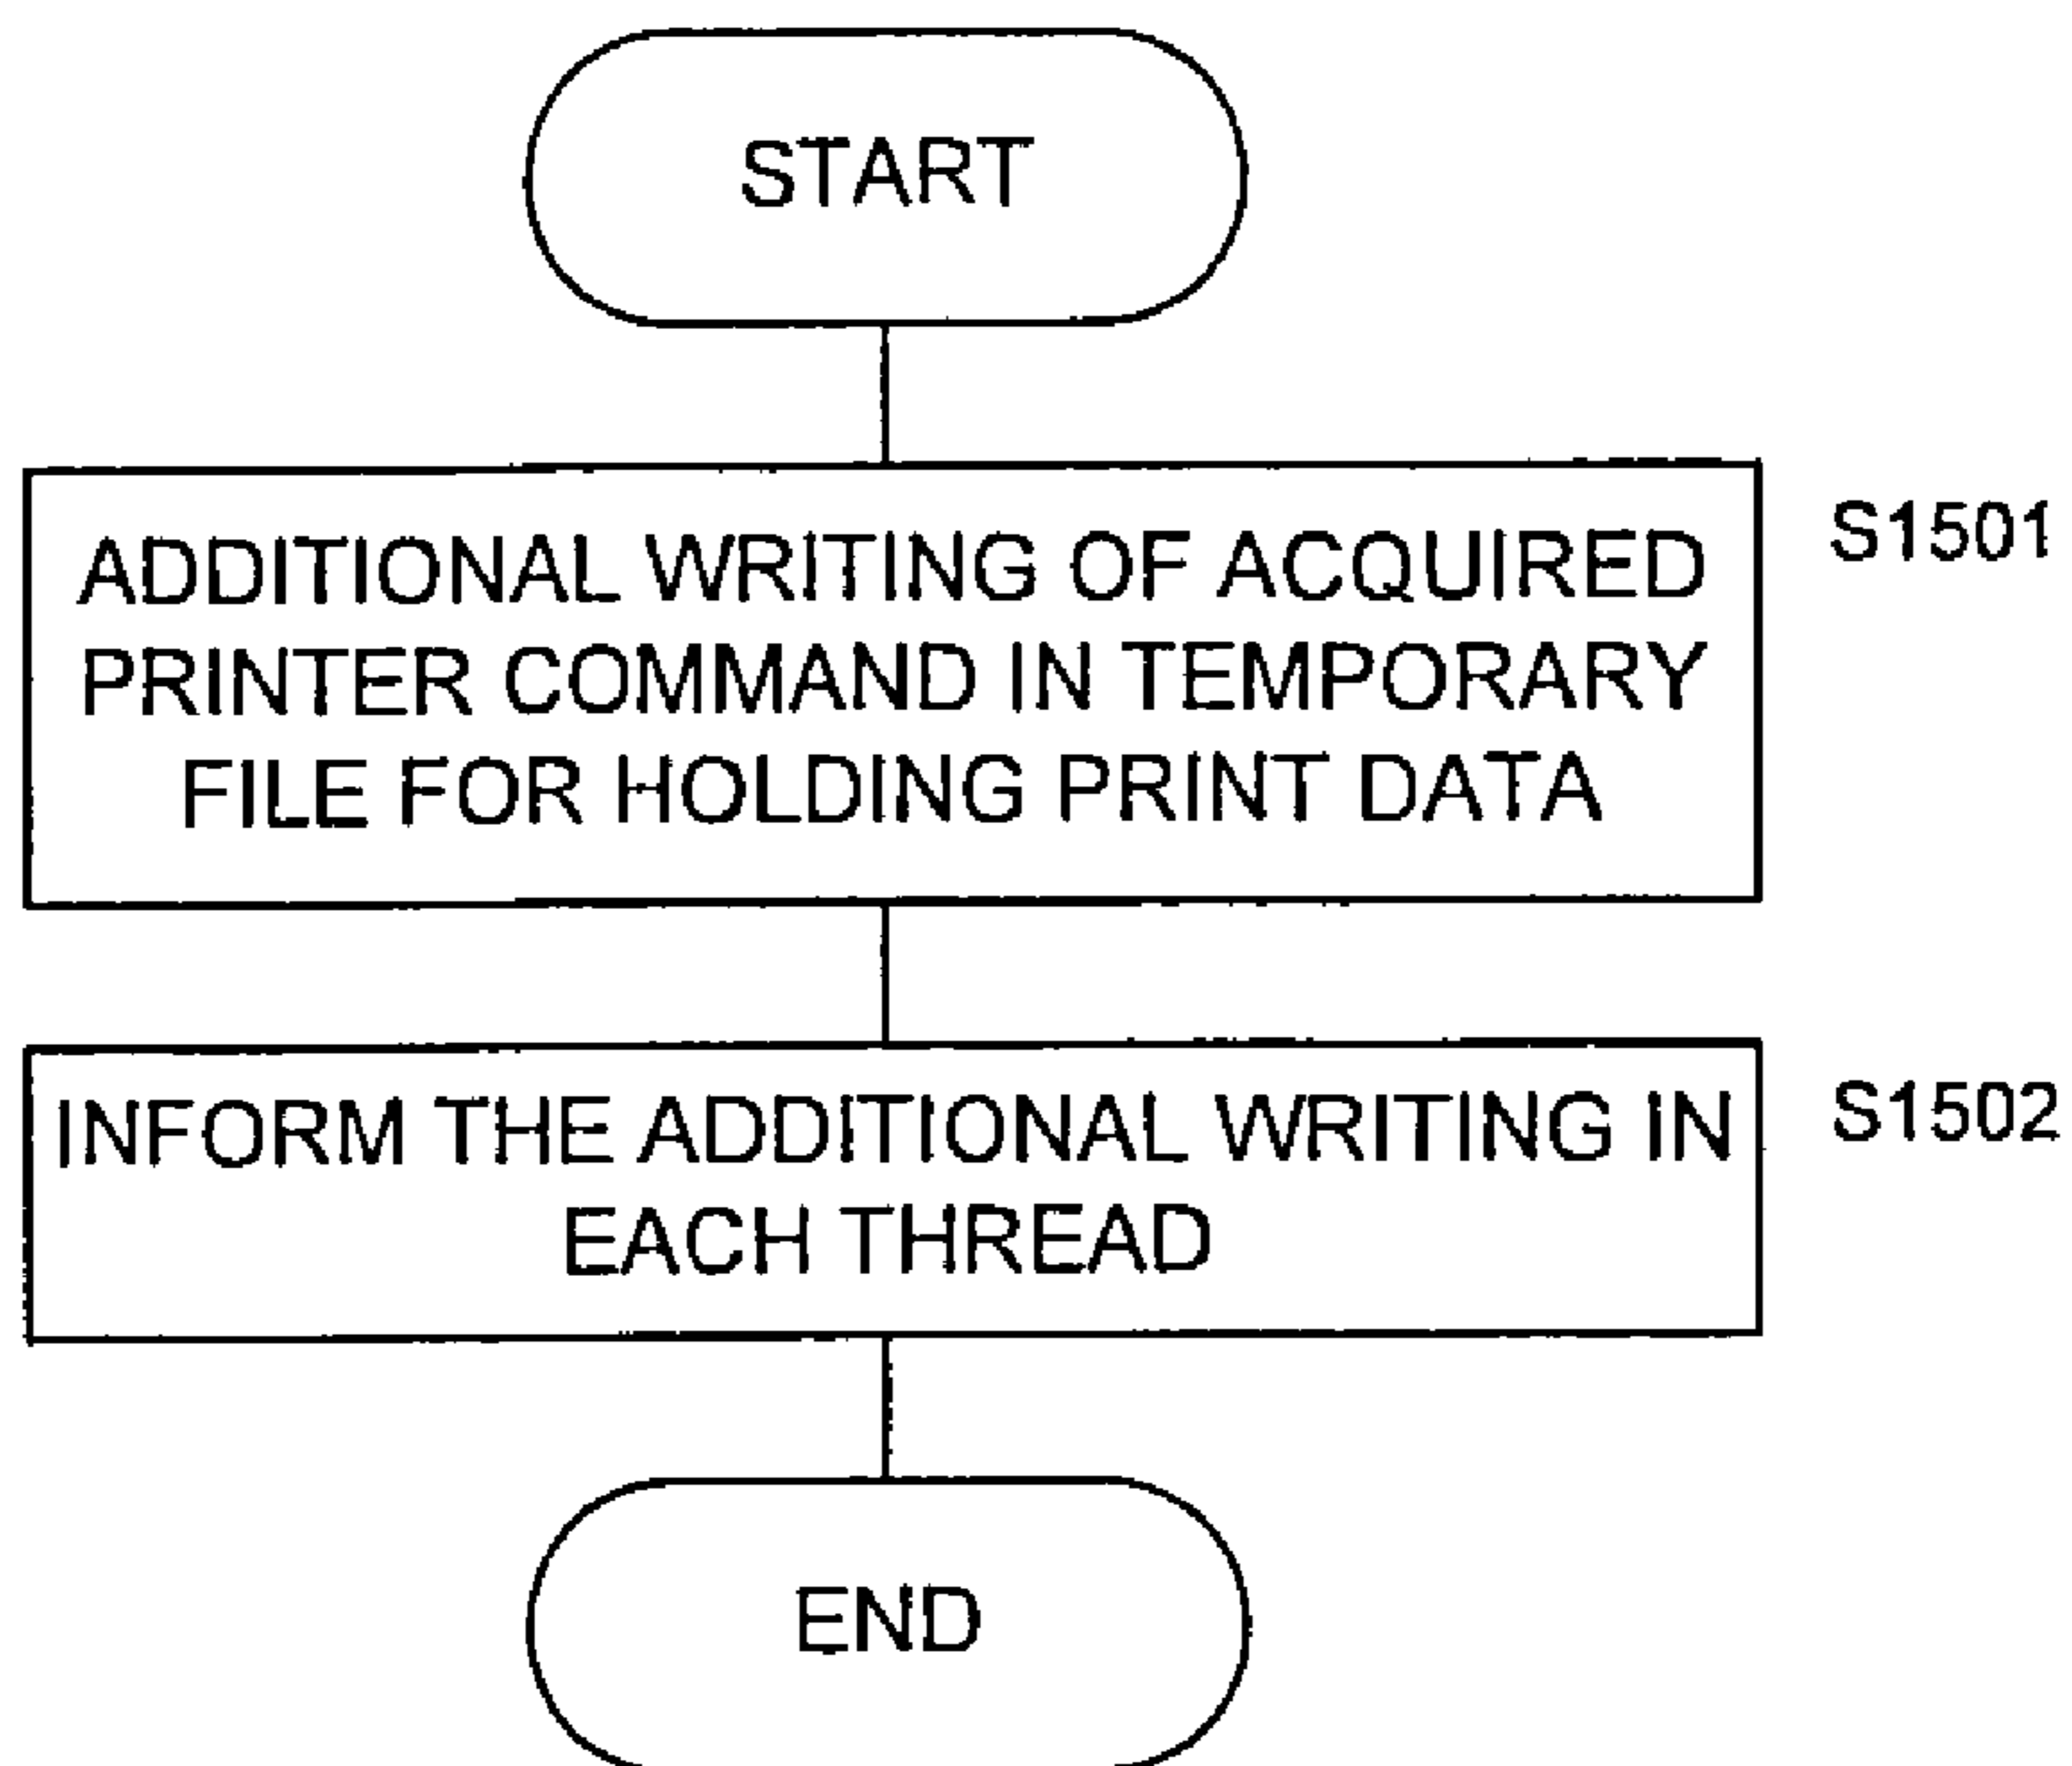 START
ADDITIONAL WRITING OF ACQUIRED
PRINTER COMMAND IN TEMPORARY
FILE FOR HOLDING PRINT DATA
S1501
INFORM THE ADDITIONAL WRITING IN
EACH THREAD
S1502
END